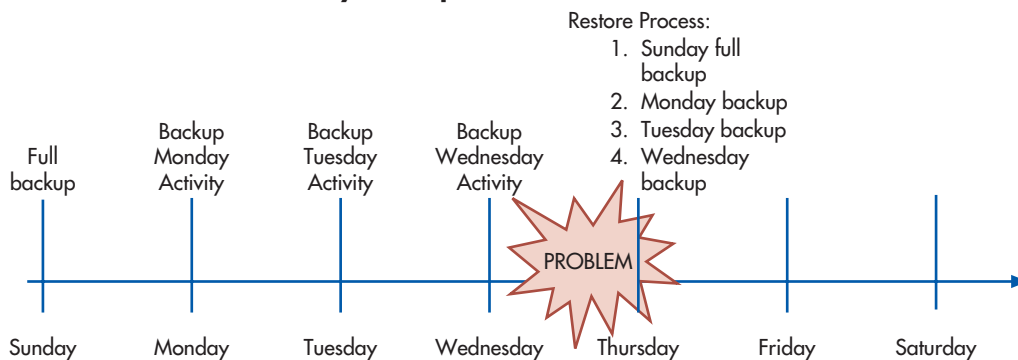 Restore Process:
1. Sunday full
backup
2. Monday backup
3. Tuesday backup
4. Wednesday
backup
Full
backup
Backup
Monday
Activity
Backup
Tuesday
Activity
Backup
Wednesday
Activity
PROBLEM
Sunday
Monday
Tuesday
Wednesday
Thursday
Friday
Saturday